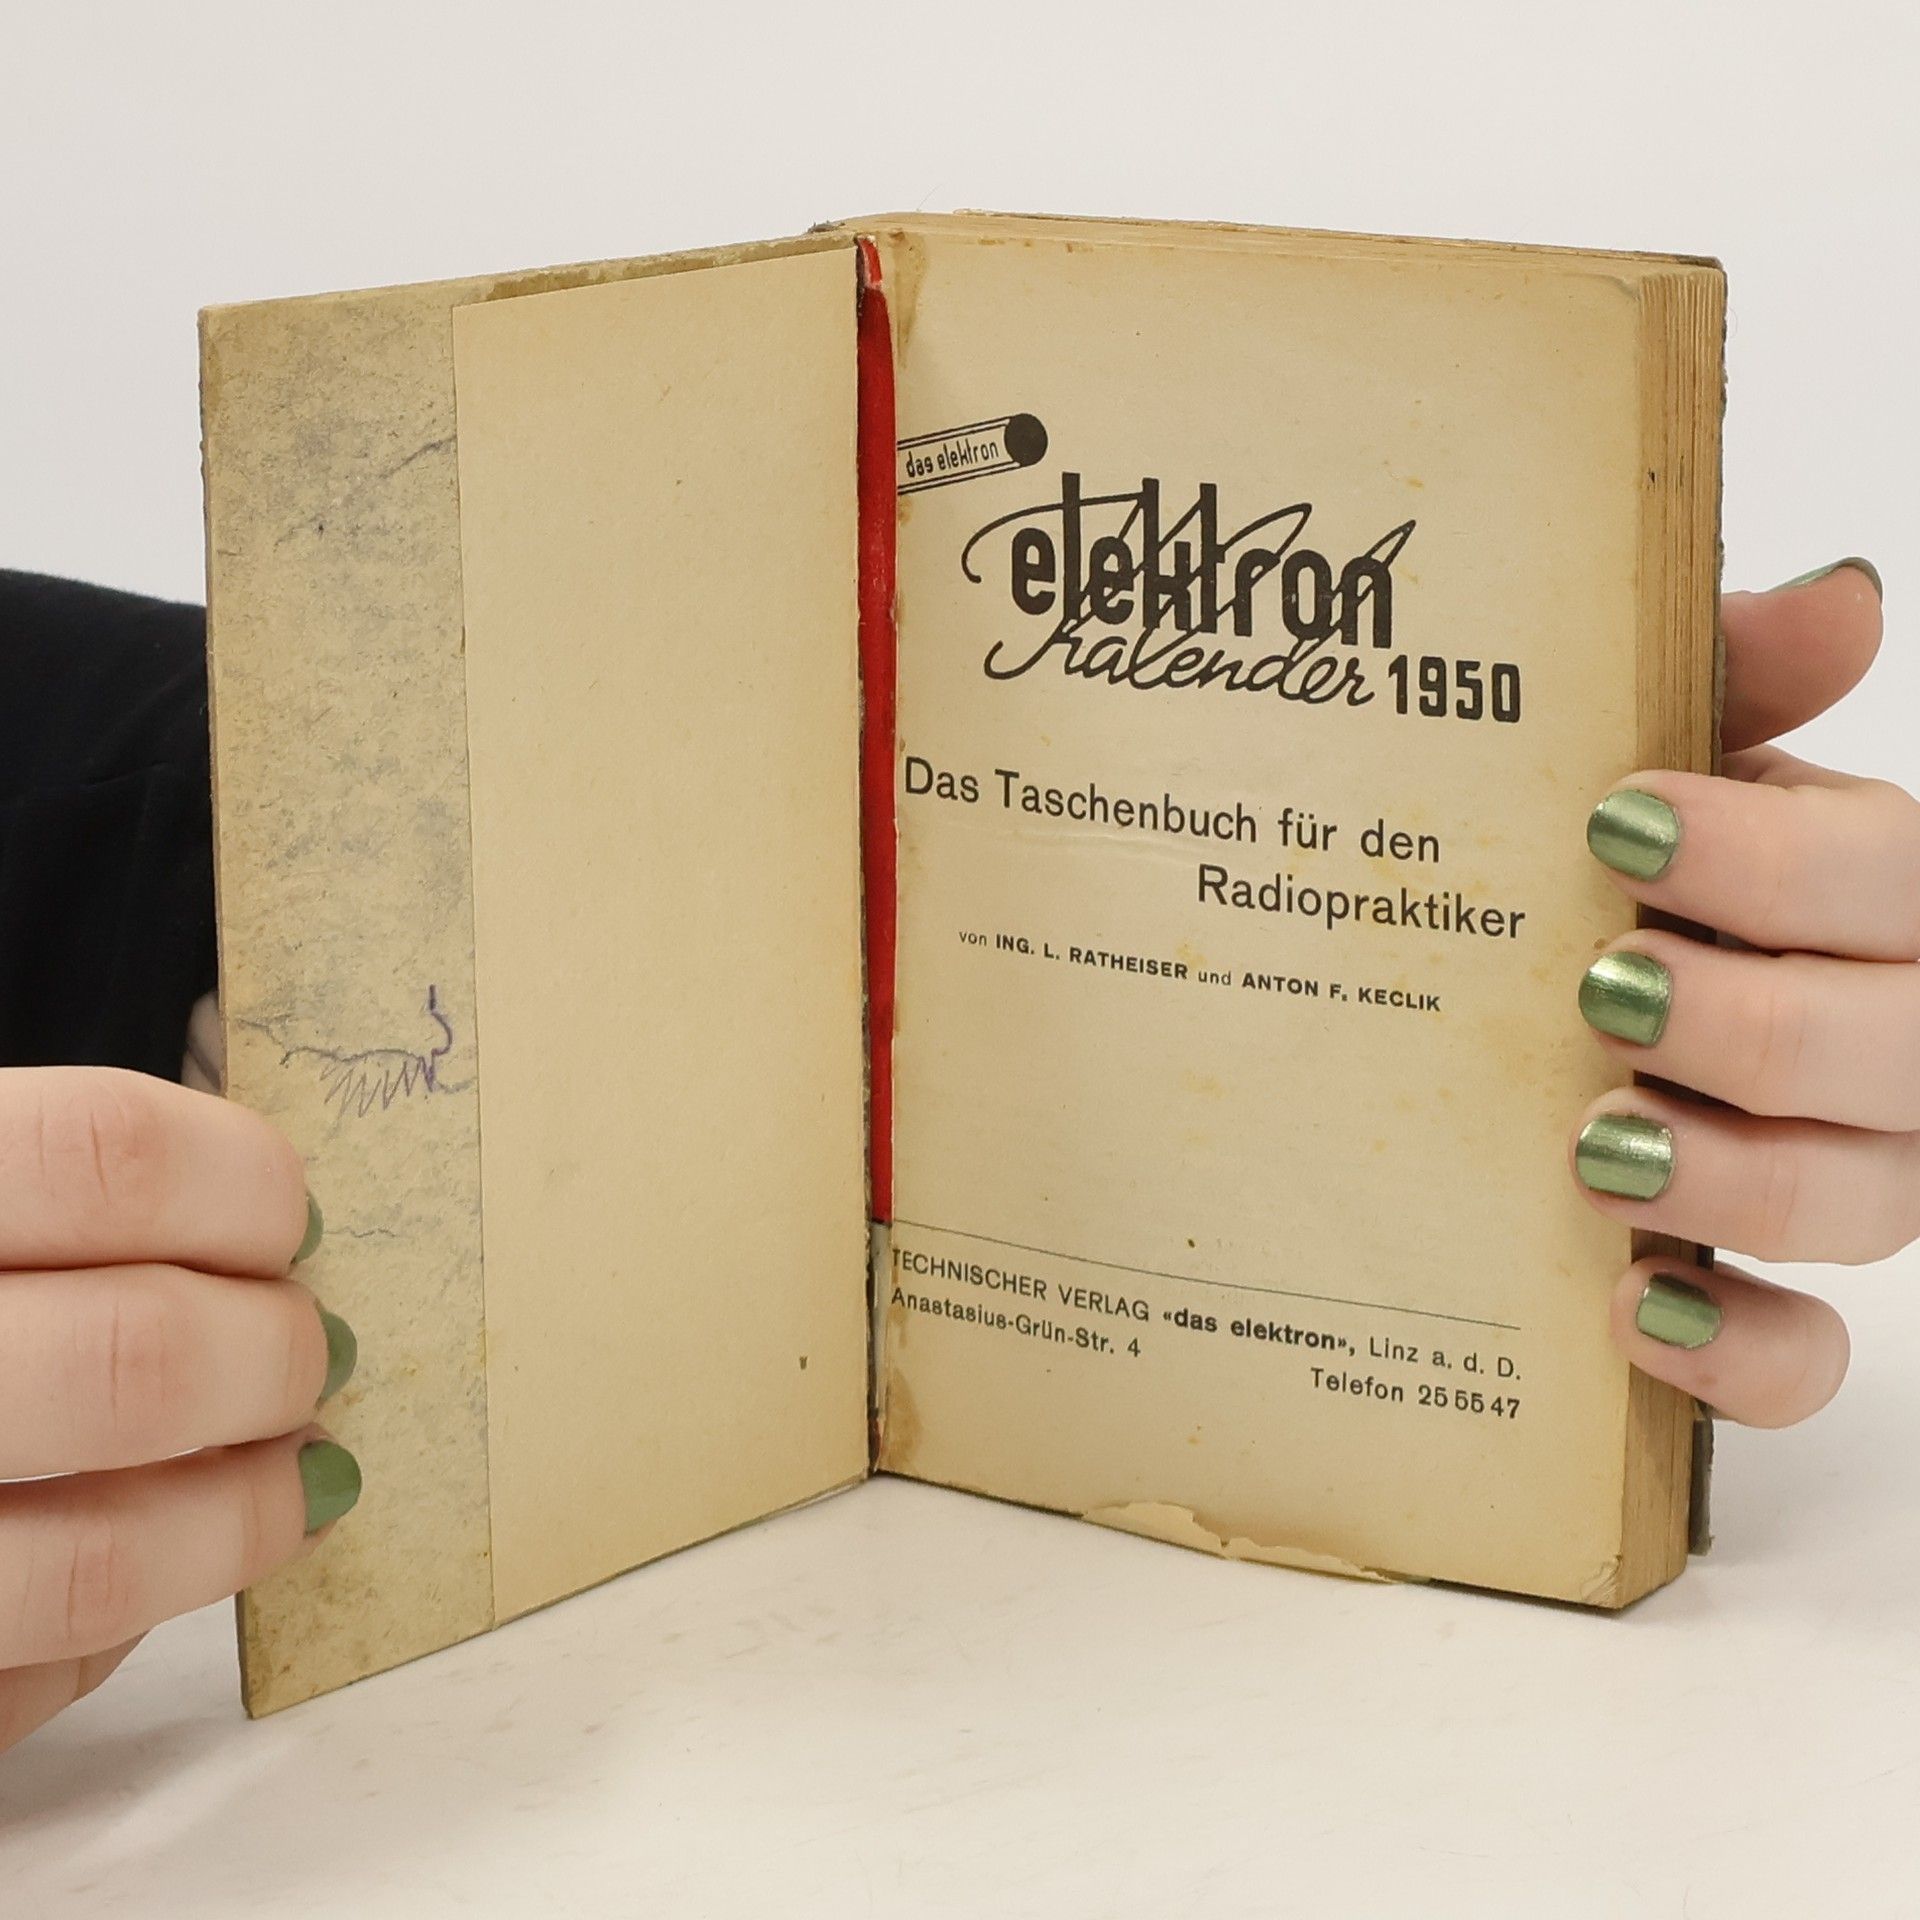 das elektron
elektron
kalender 1950
Das Taschenbuch für den
Radiopraktiker
von ING. L. RATHEISER und ANTON F. KECLIK
TECHNISCHER VERLAG «das elektron», Linz a. d. D.
Anastasius-Grün-Str. 4
Telefon 25 55 47